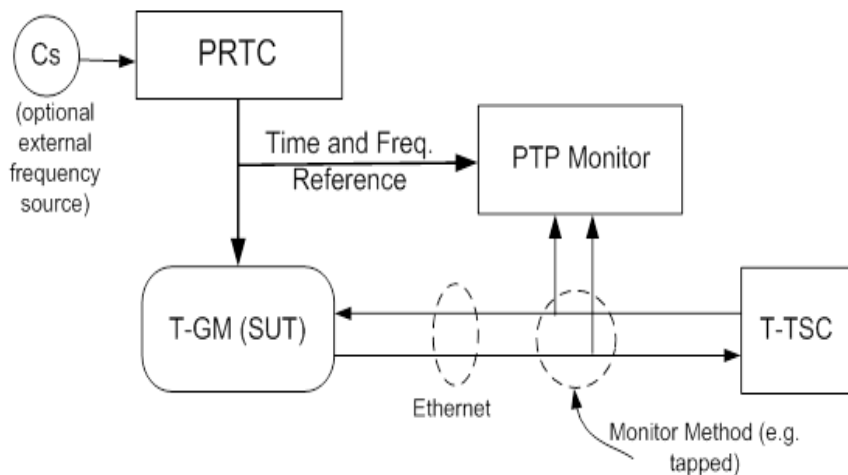 Cs
(optional
external
frequency
source)
PRTC
Time and Freq.
Reference
PTP Monitor
T-GM (SUT)
T-TSC
Ethernet
Monitor Method (e.g.
tapped)